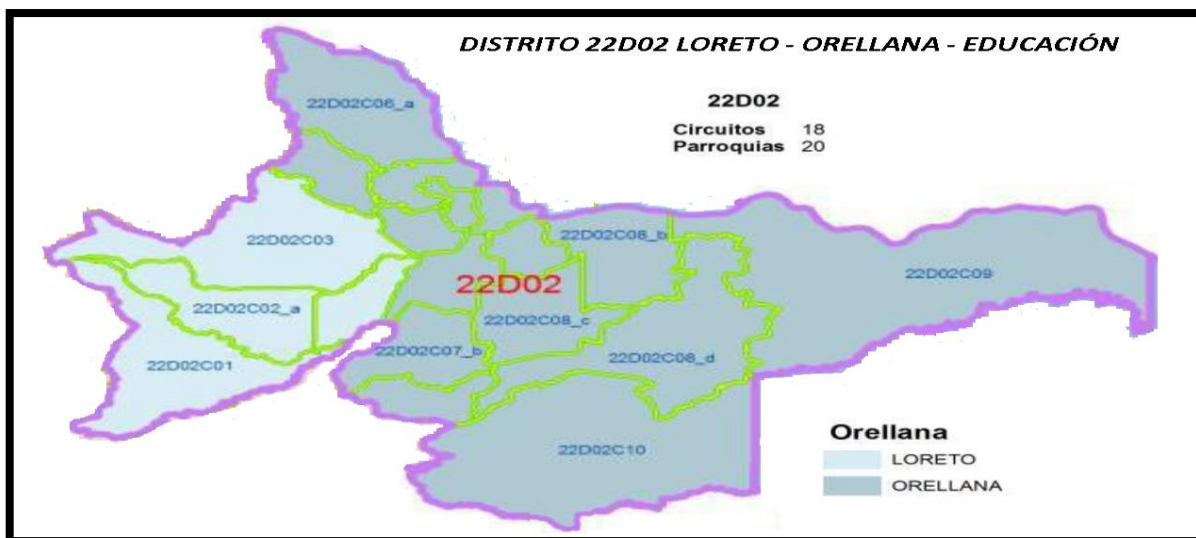 DISTRITO 22D02 LORETO - ORELLANA - EDUCACIÓN
22D02
Circuitos 18
Parroquias 20
22D02C06_a
22D02C03
22D02C08_b
22D02C09
22D02
22D02C02_a
22D02C08_c
22D02C07_b
22D02C08_d
22D02C01
22D02C10
Orellana
LORETO
ORELLANA